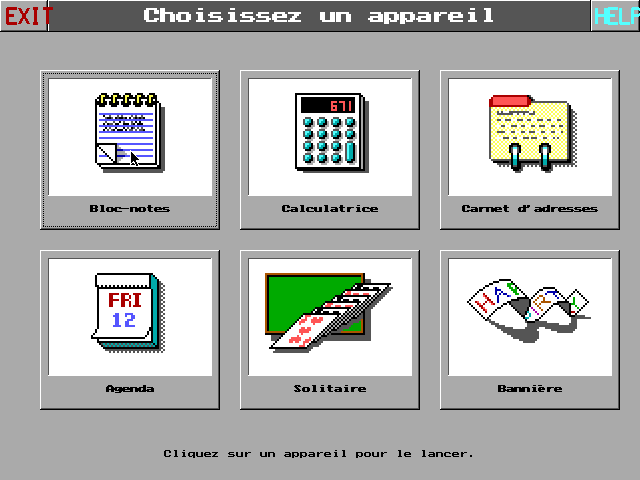 EXIT Choisissez un appareil HELP
671
Bloc-notes Calculatrice Carnet d'adresses
FRI
12
Agenda Solitaire Bannière
Cliquez sur un appareil pour le lancer.